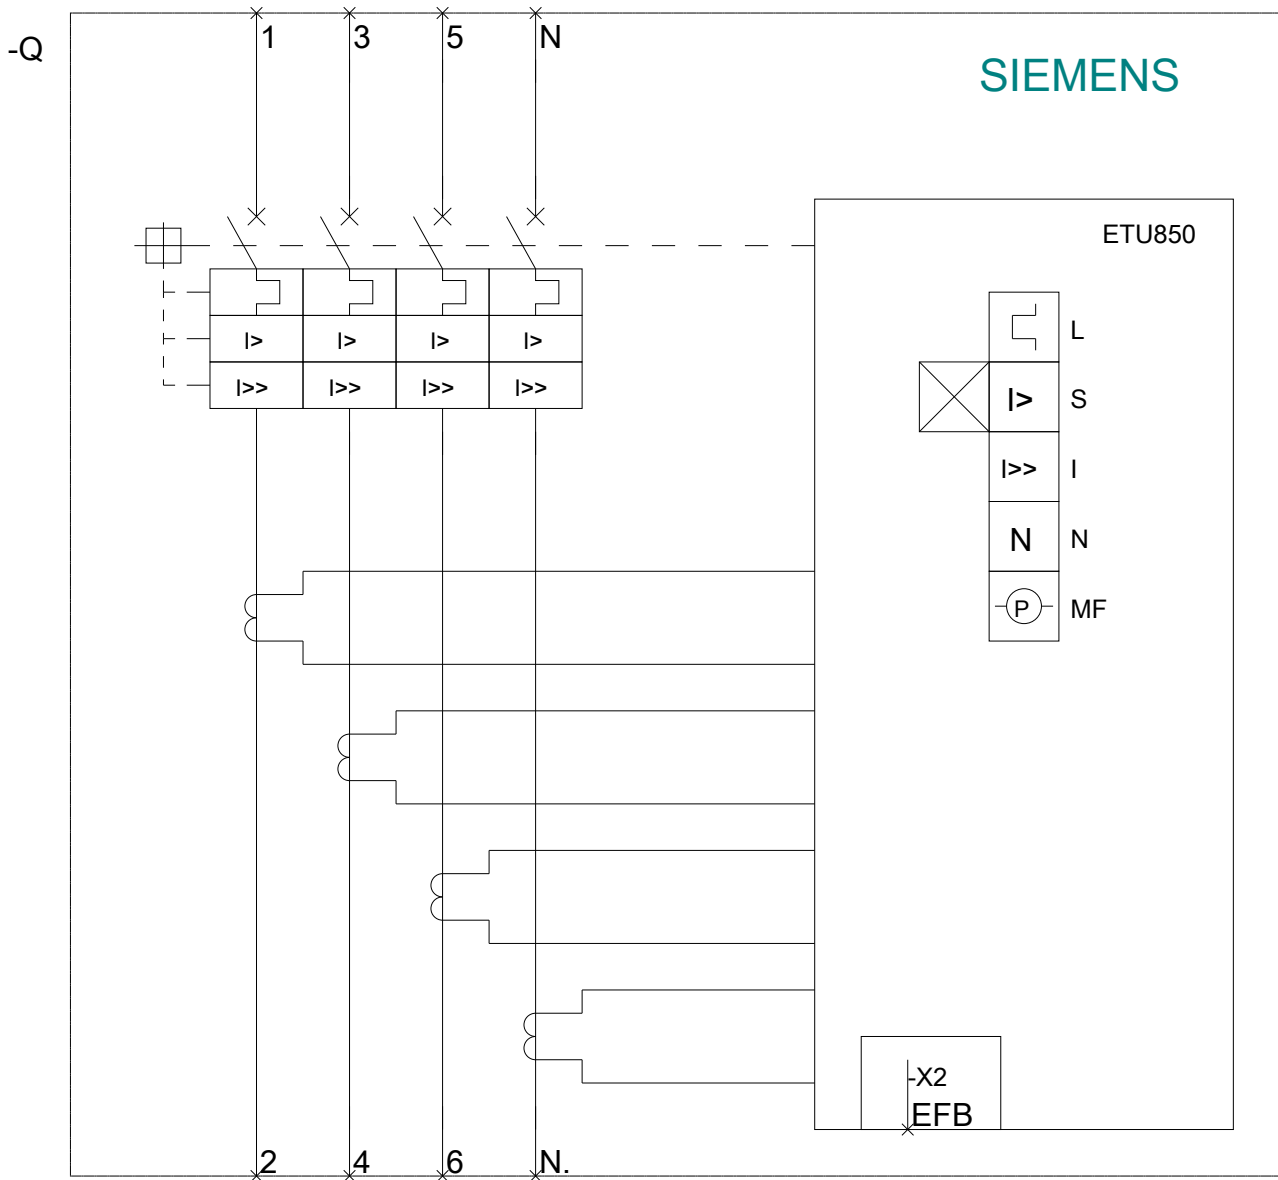 -Q
1 3 5 N
SIEMENS
ETU850
I> I> I> I>
I>> I>> I>> I>>
L
I> S
I>> I
N N
P MF
-X2
EFB
2 4 6 N.